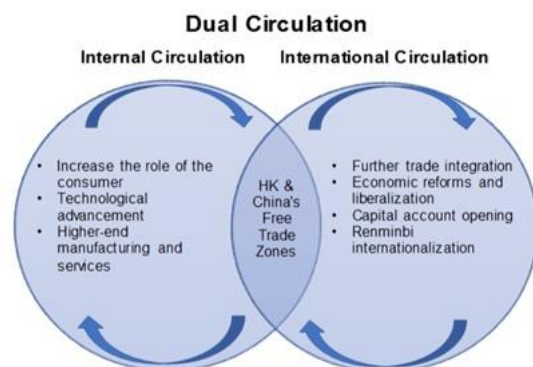 Dual Circulation
Internal Circulation
International Circulation
• Increase the role of the
consumer
• Technological
advancement
• Higher-end
manufacturing and
services
HK &
China's
Free
Trade
Zones
• Further trade integration
• Economic reforms and
liberalization
• Capital account opening
• Renminbi
internationalization